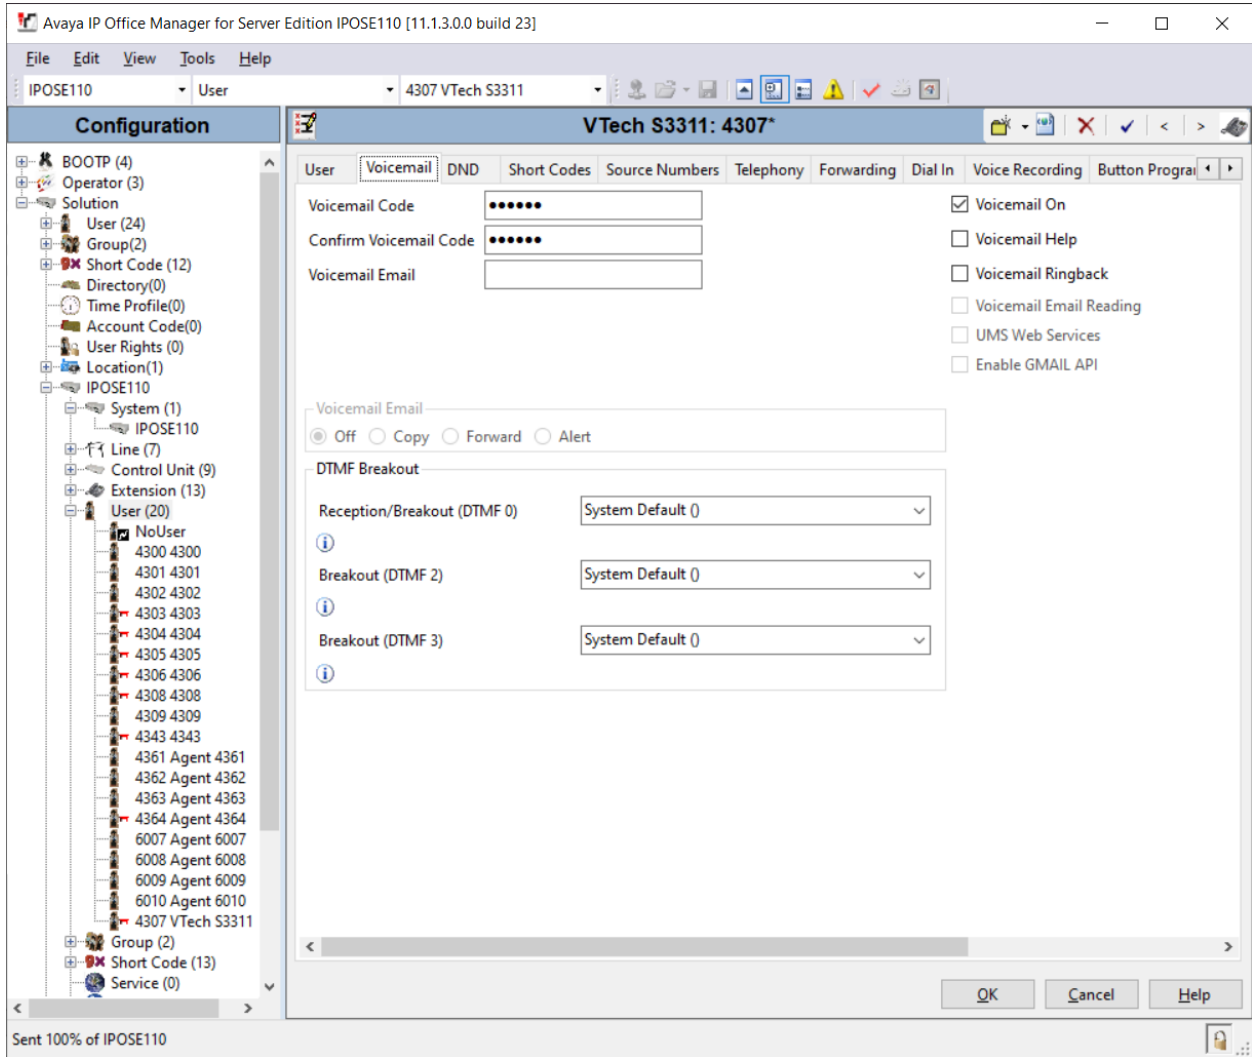 Avaya IP Office Manager for Server Edition IPOSE110 [11.1.3.0.0 build 23]
File Edit View Tools Help
IPOSE110 User 4307 VTech S3311
Configuration
VTech S3311: 4307*
BOOTP (4)
Operator (3)
Solution
User (24)
Group(2)
Short Code (12)
Directory(0)
Time Profile(0)
Account Code(0)
User Rights (0)
Location(1)
IPOSE110
System (1)
IPOSE110
Line (7)
Control Unit (9)
Extension (13)
User (20)
NoUser
4300 4300
4301 4301
4302 4302
4303 4303
4304 4304
4305 4305
4306 4306
4308 4308
4309 4309
4343 4343
4361 Agent 4361
4362 Agent 4362
4363 Agent 4363
4364 Agent 4364
6007 Agent 6007
6008 Agent 6008
6009 Agent 6009
6010 Agent 6010
4307 VTech S3311
Group (2)
Short Code (13)
Service (0)
User Voicemail DND Short Codes Source Numbers Telephony Forwarding Dial In Voice Recording Button Program
Voicemail Code ●●●●●●
Confirm Voicemail Code ●●●●●●
Voicemail Email
Voicemail On
Voicemail Help
Voicemail Ringback
Voicemail Email Reading
UMS Web Services
Enable GMAIL API
Voicemail Email
Off Copy Forward Alert
DTMF Breakout
Reception/Breakout (DTMF 0) System Default ()
Breakout (DTMF 2) System Default ()
Breakout (DTMF 3) System Default ()
OK Cancel Help
Sent 100% of IPOSE110